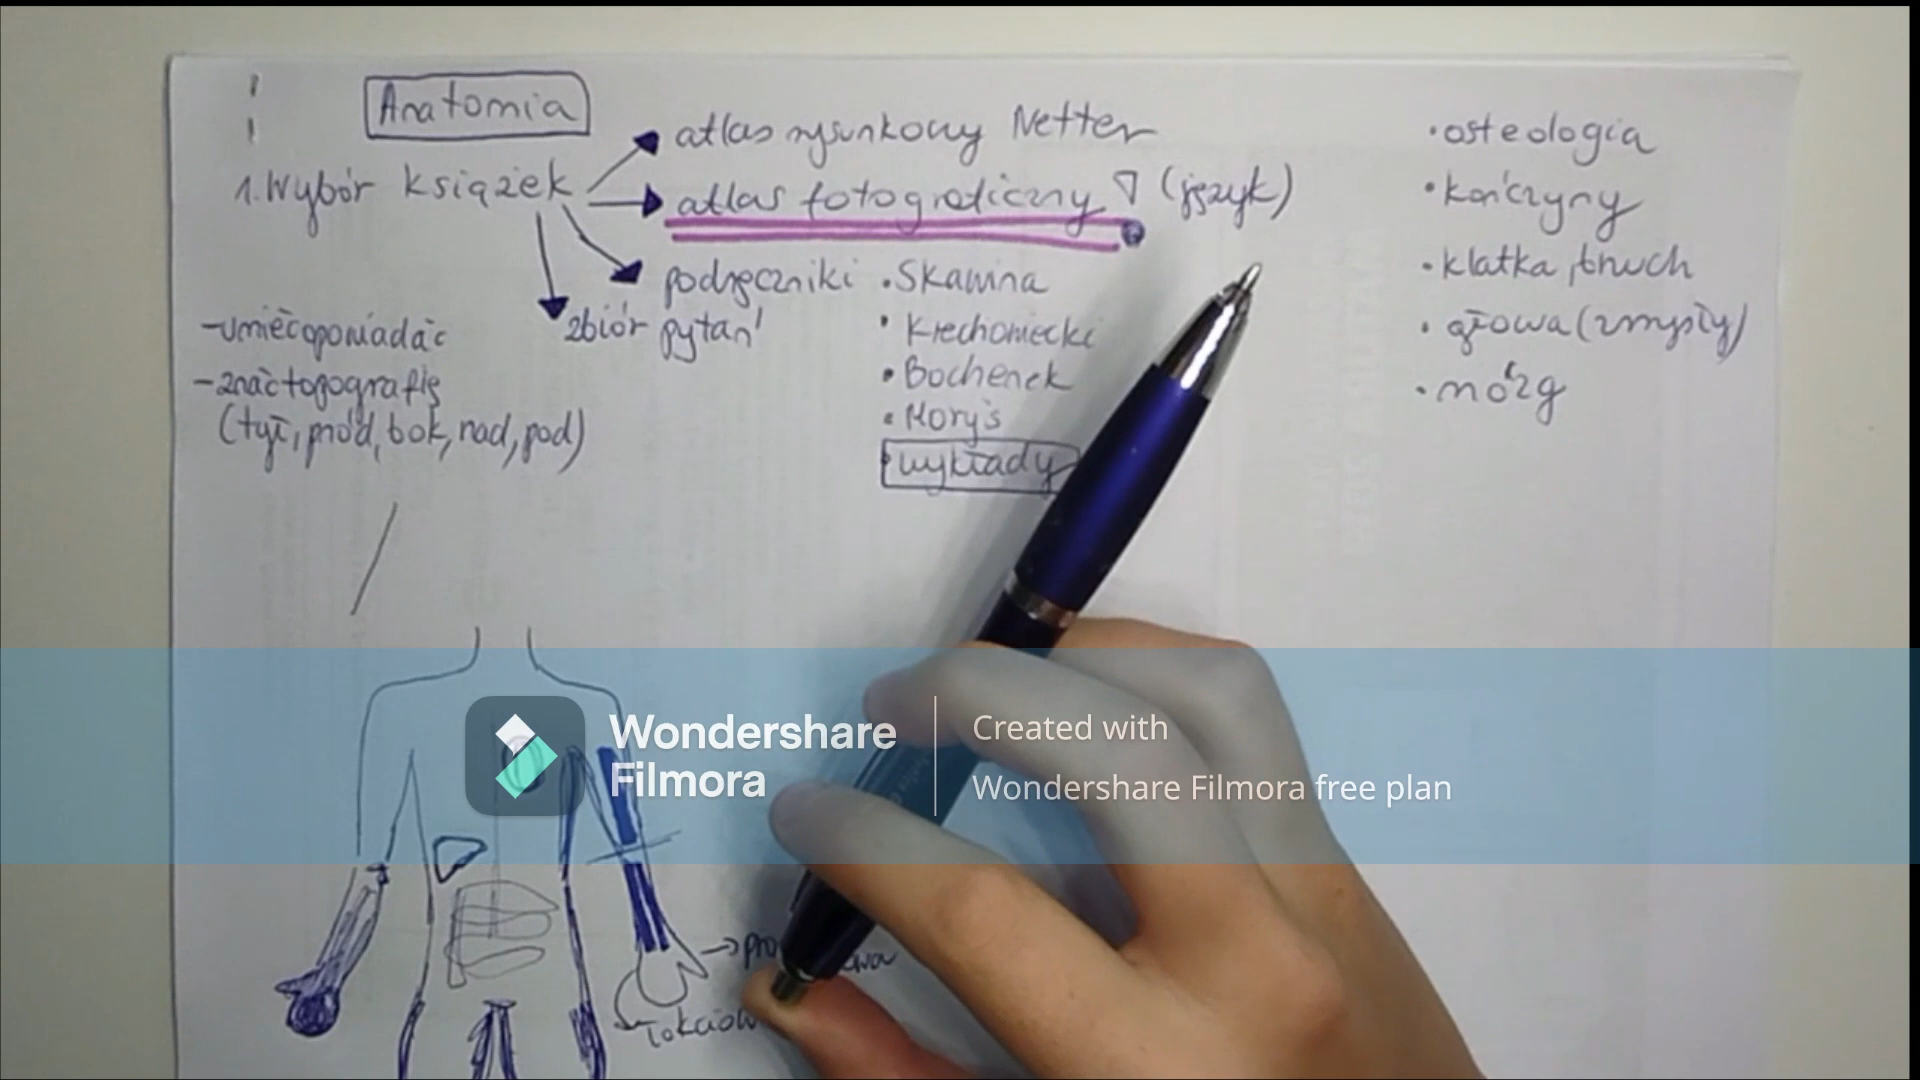 Anatomia
1. Wybór książek
atlas rysunkowy Netter
atlas fotograficzny (język)
podręczniki
• Skawina
• Krechowiecki
• Bochenek
• Moryś
• wykłady
zbiór pytań
- umieć opowiadać
- znać topografię
(tył, przód, bok, nad, pod)
• osteologia
• kończyny
• klatka, brzuch
• głowa (zmysły)
• mózg
Wondershare
Filmora
Created with
Wondershare Filmora free plan